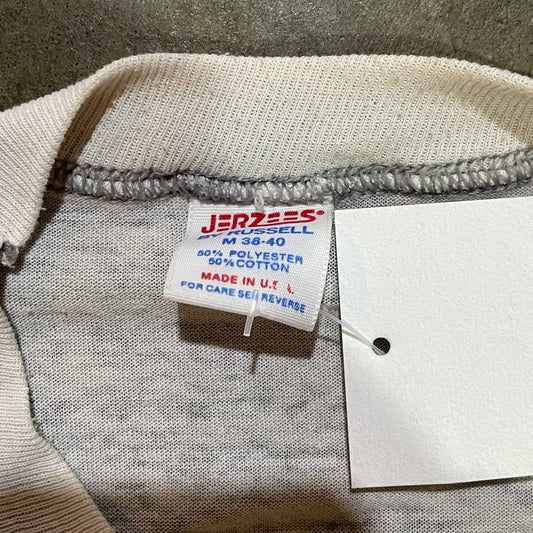 JERZEES®
BY RUSSELL
M 38-40
50% POLYESTER
50% COTTON
MADE IN U.S.A.
FOR CARE SEE REVERSE